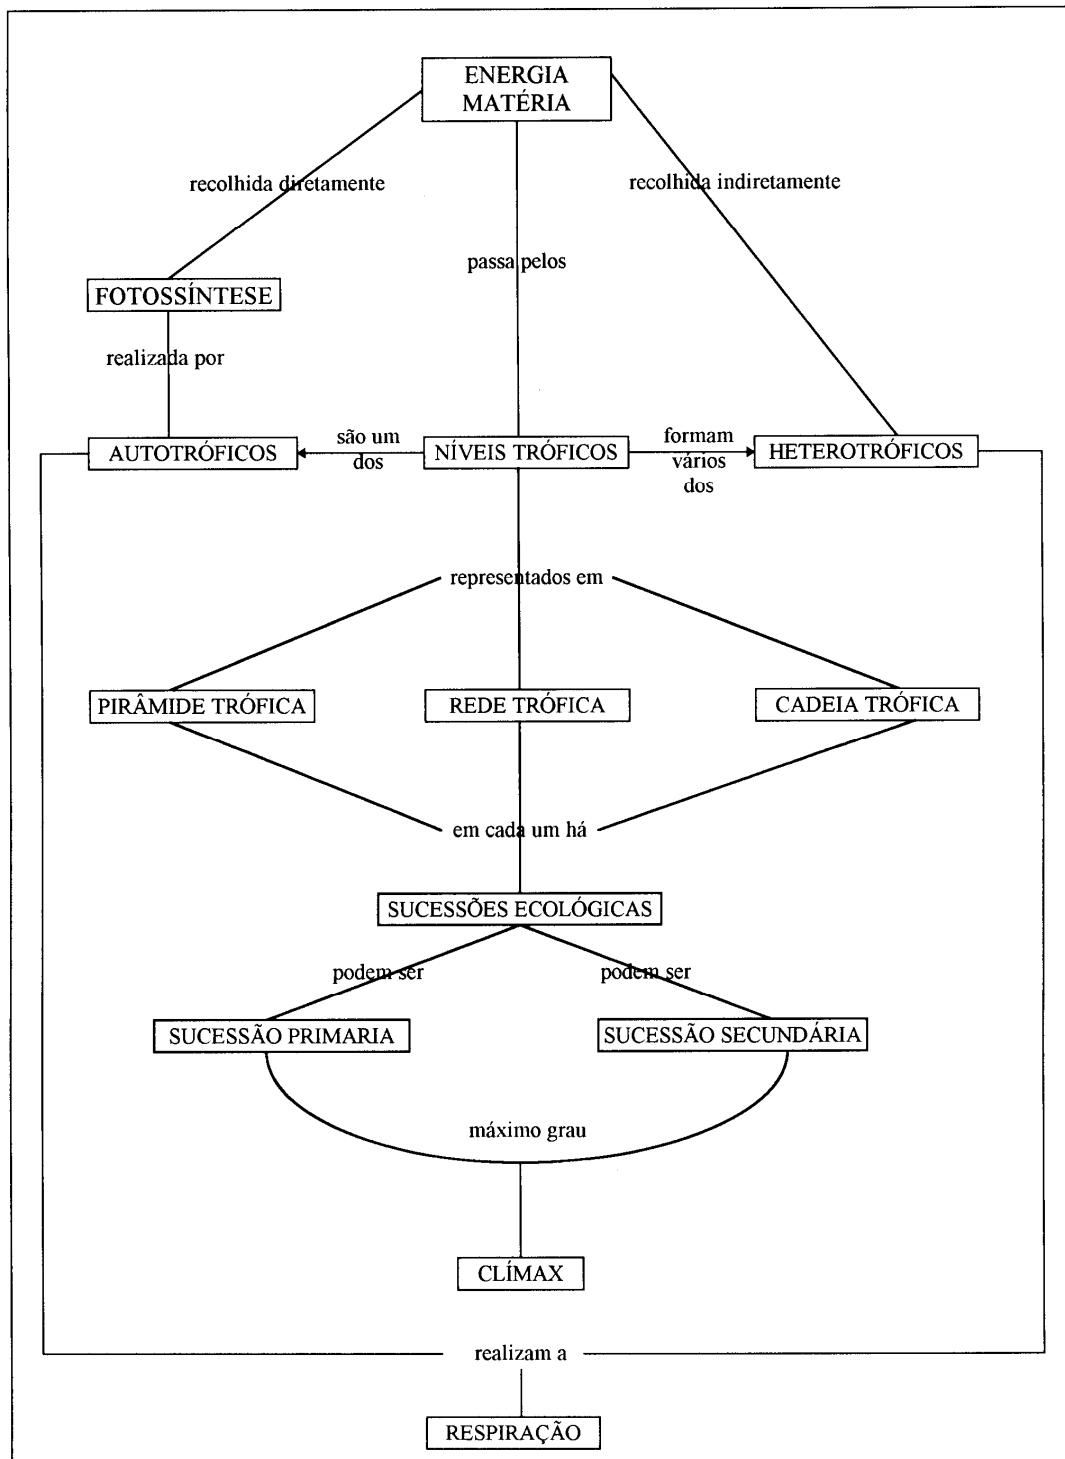 ENERGIA
MATÉRIA
recolhida diretamente
recolhida indiretamente
passa pelos
FOTOSSÍNTESE
realizada por
AUTOTRÓFICOS
são um
dos
NÍVEIS TRÓFICOS
formam
vários
dos
HETEROTRÓFICOS
representados em
PIRÂMIDE TRÓFICA
REDE TRÓFICA
CADEIA TRÓFICA
em cada um há
SUCESSÕES ECOLÓGICAS
podem ser
podem ser
SUCESSÃO PRIMARIA
SUCESSÃO SECUNDÁRIA
máximo grau
CLÍMAX
realizam a
RESPIRAÇÃO